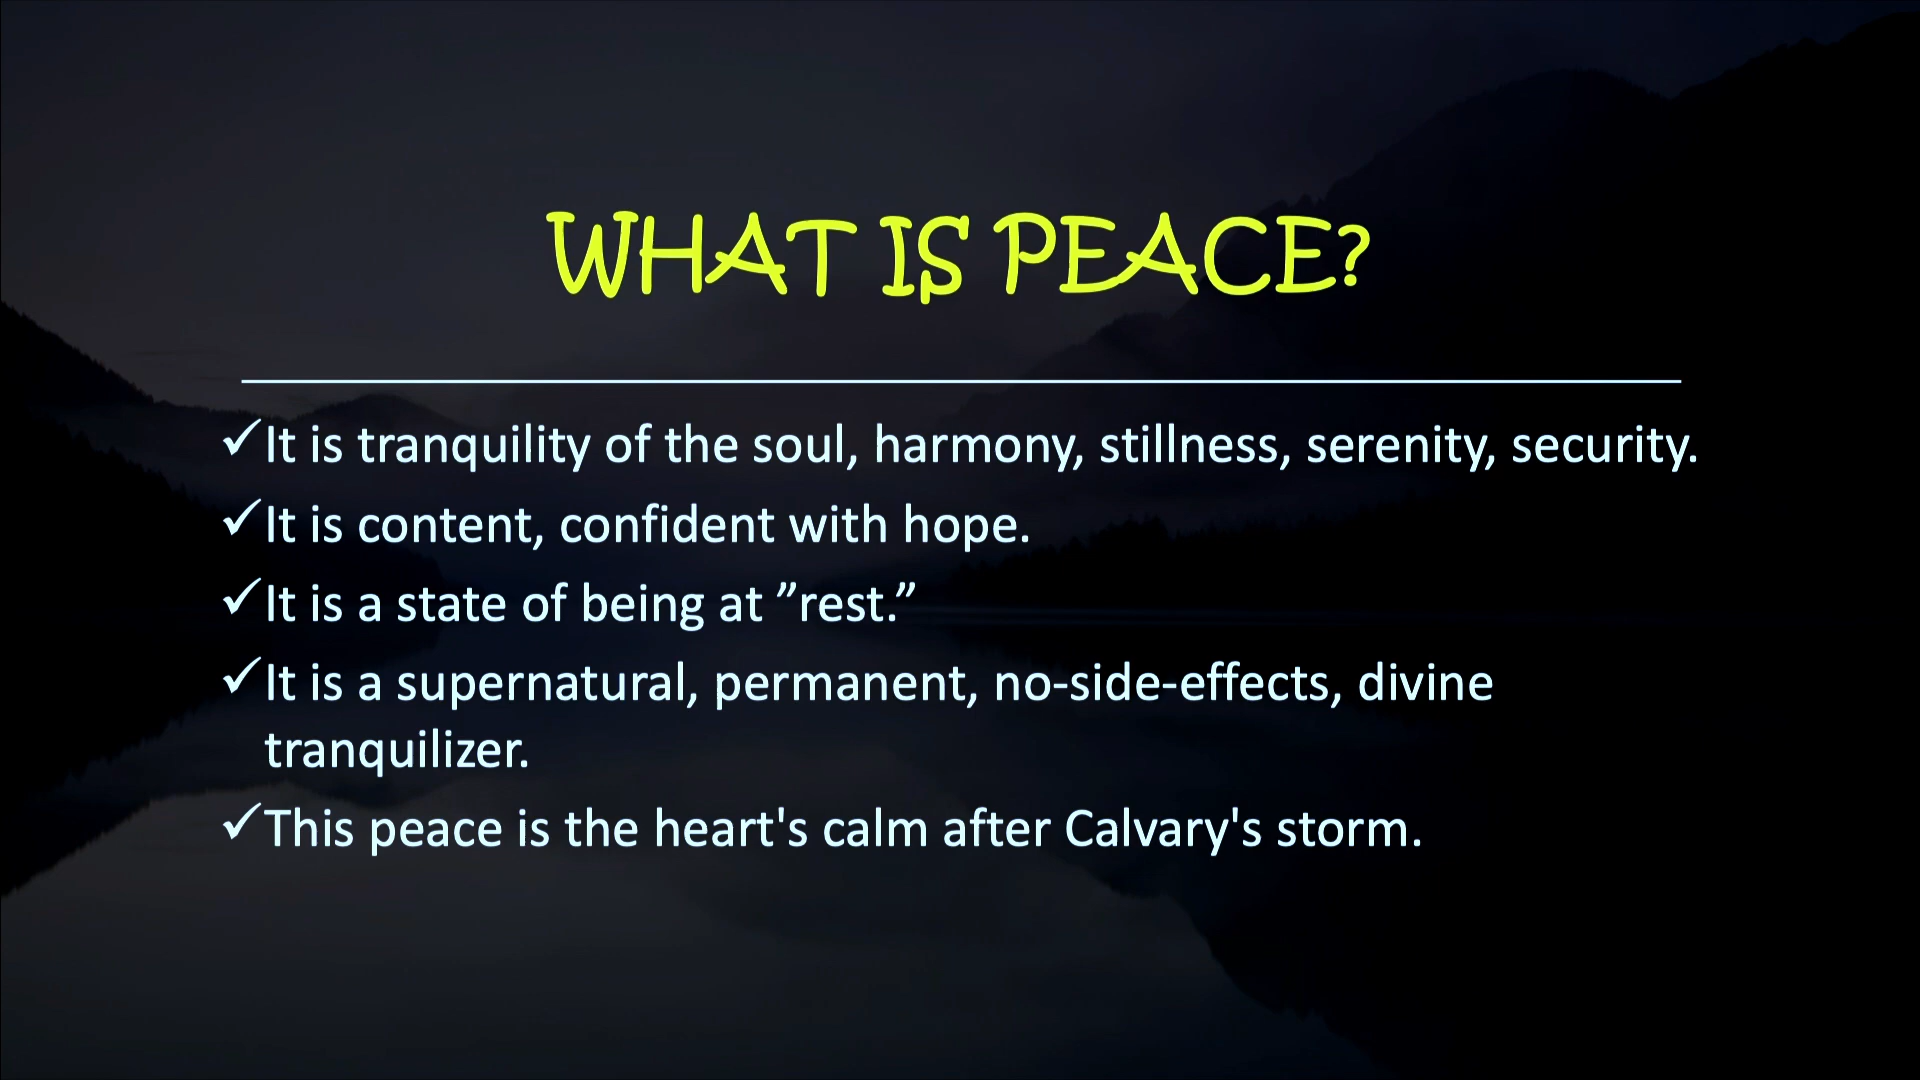 WHAT IS PEACE?
✓It is tranquility of the soul, harmony, stillness, serenity, security.
✓It is content, confident with hope.
✓It is a state of being at ”rest.”
✓It is a supernatural, permanent, no-side-effects, divine
tranquilizer.
✓This peace is the heart's calm after Calvary's storm.